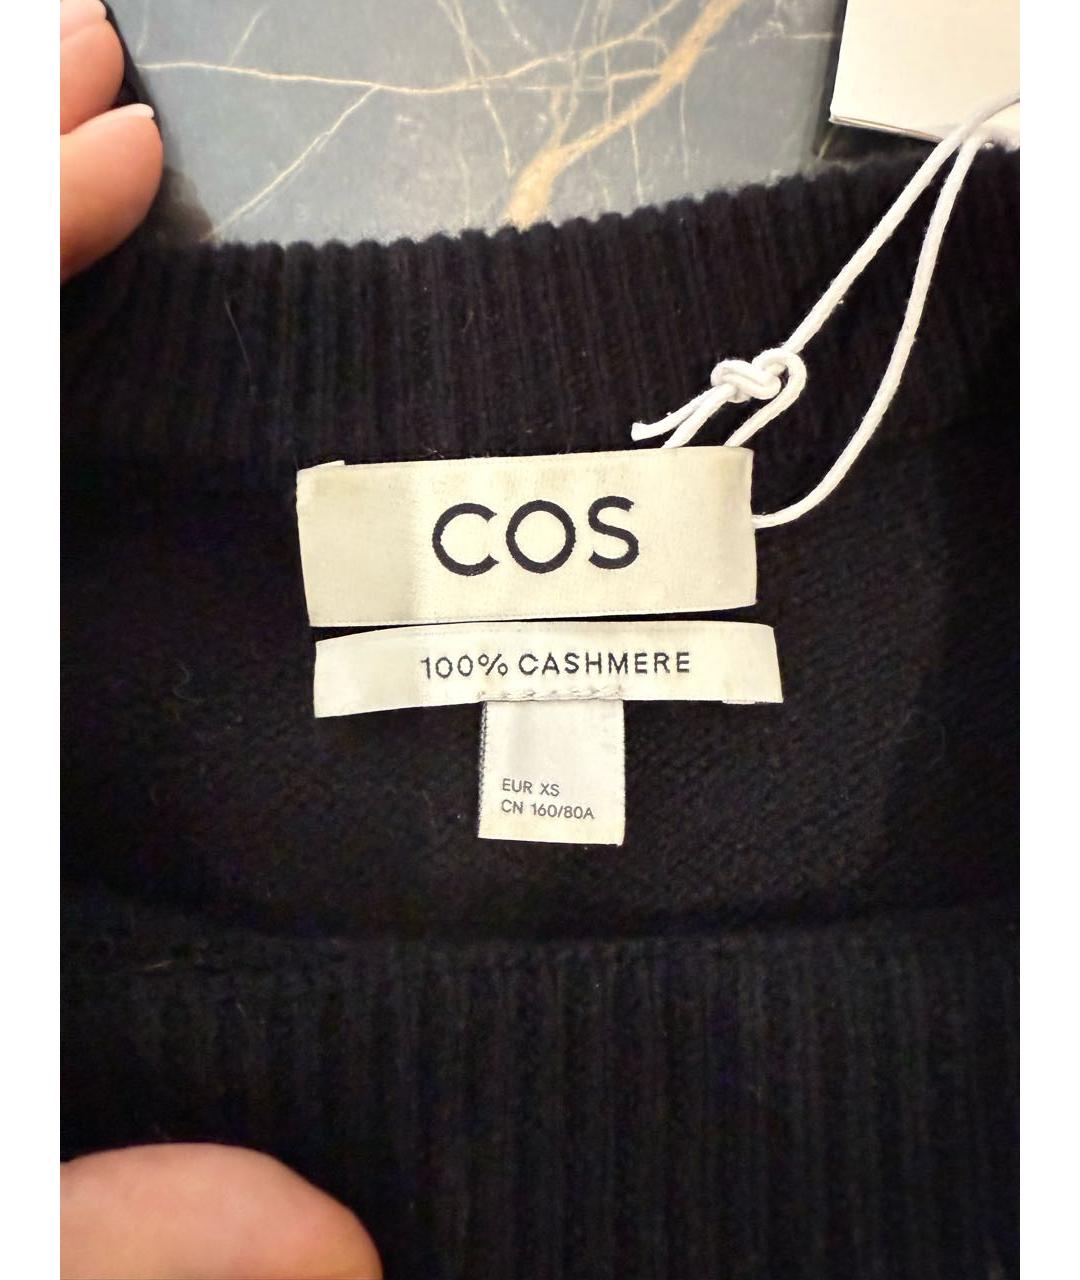 COS
100% CASHMERE
EUR XS
CN 160/80A